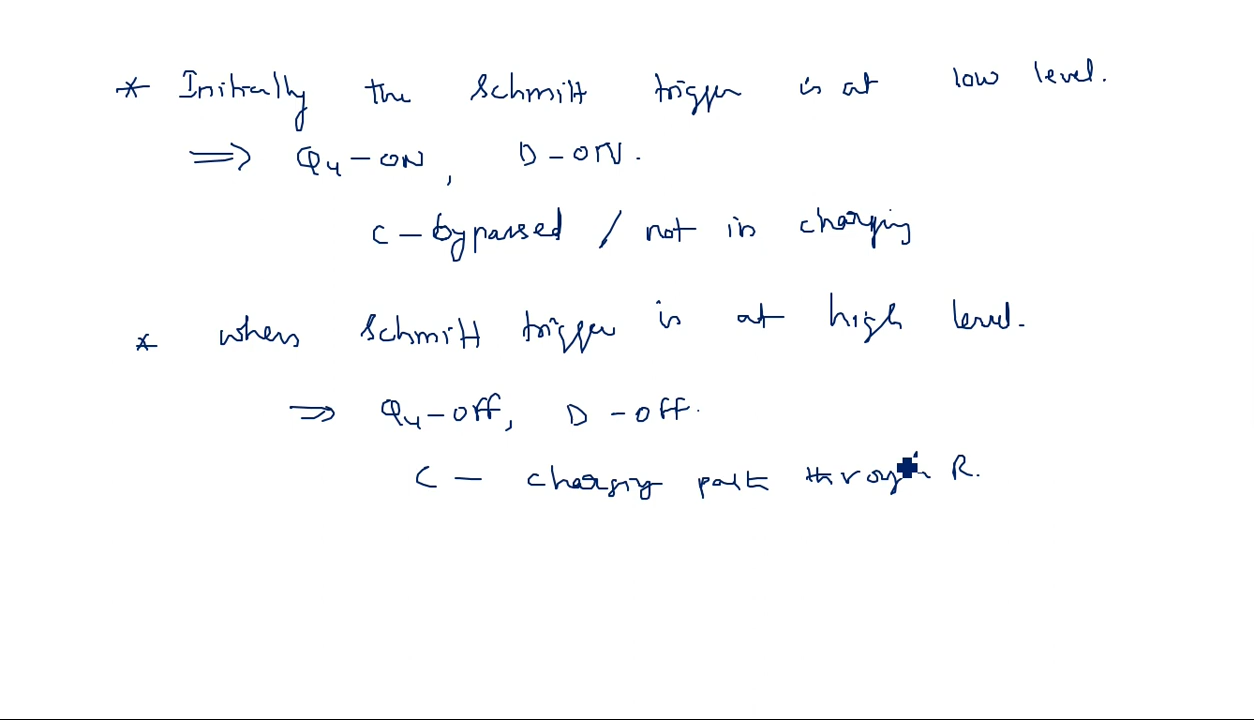 * Initially the Schmitt trigger is at low level.
⇒ Q4 - ON, D - ON.
C - bypassed / not in charging
* when Schmitt trigger is at high level.
⇒ Q4 - off, D - off.
C - charging path through R.